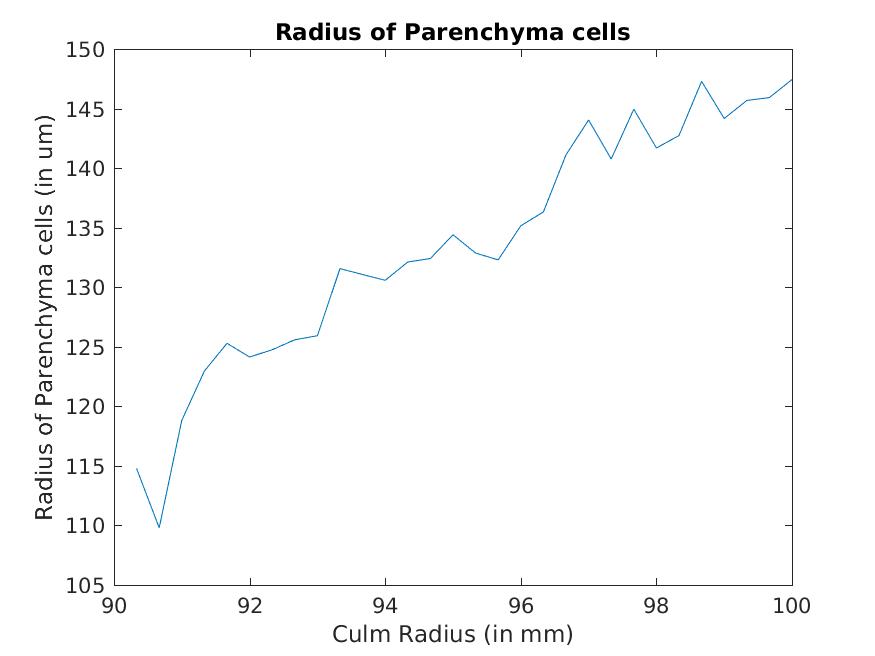 Radius of Parenchyma cells
150
145
140
135
130
125
120
115
110
105
Radius of Parenchyma cells (in um)
90 92 94 96 98 100
Culm Radius (in mm)